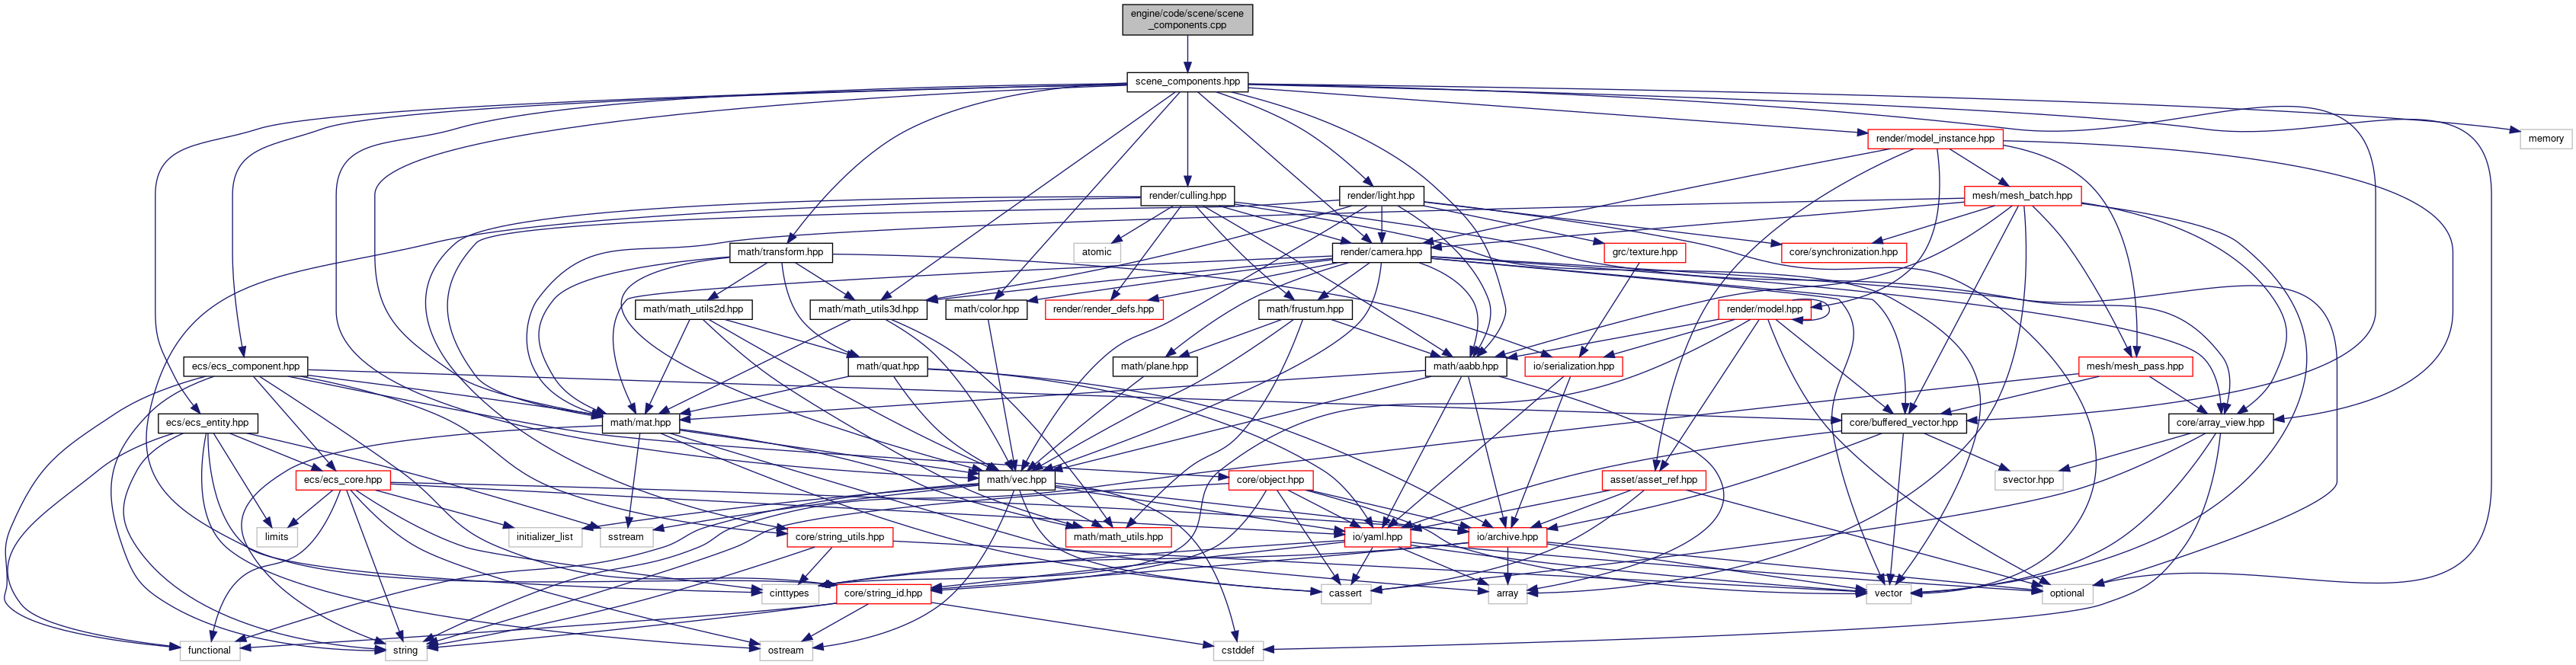 engine/code/scene/scene
_components.cpp
scene_components.hpp
render/model_instance.hpp
memory
render/culling.hpp
render/light.hpp
mesh/mesh_batch.hpp
math/transform.hpp
atomic
render/camera.hpp
grc/texture.hpp
core/synchronization.hpp
math/math_utils2d.hpp
math/math_utils3d.hpp
math/color.hpp
render/render_defs.hpp
math/frustum.hpp
render/model.hpp
ecs/ecs_component.hpp
math/quat.hpp
math/plane.hpp
math/aabb.hpp
io/serialization.hpp
mesh/mesh_pass.hpp
ecs/ecs_entity.hpp
math/mat.hpp
core/buffered_vector.hpp
core/array_view.hpp
ecs/ecs_core.hpp
math/vec.hpp
core/object.hpp
asset/asset_ref.hpp
svector.hpp
limits
initializer_list
sstream
core/string_utils.hpp
math/math_utils.hpp
io/yaml.hpp
io/archive.hpp
cinttypes
core/string_id.hpp
cassert
array
vector
optional
functional
string
ostream
cstddef